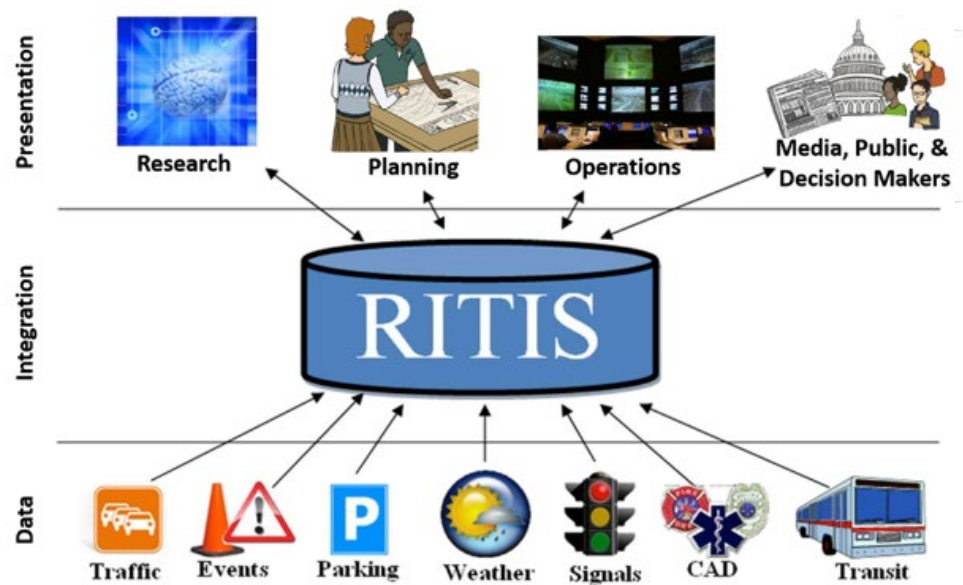 Presentation
Research
Planning
Operations
Media, Public, &
Decision Makers
Integration
RITIS
Data
P
Traffic
Events
Parking
Weather
Signals
CAD
Transit